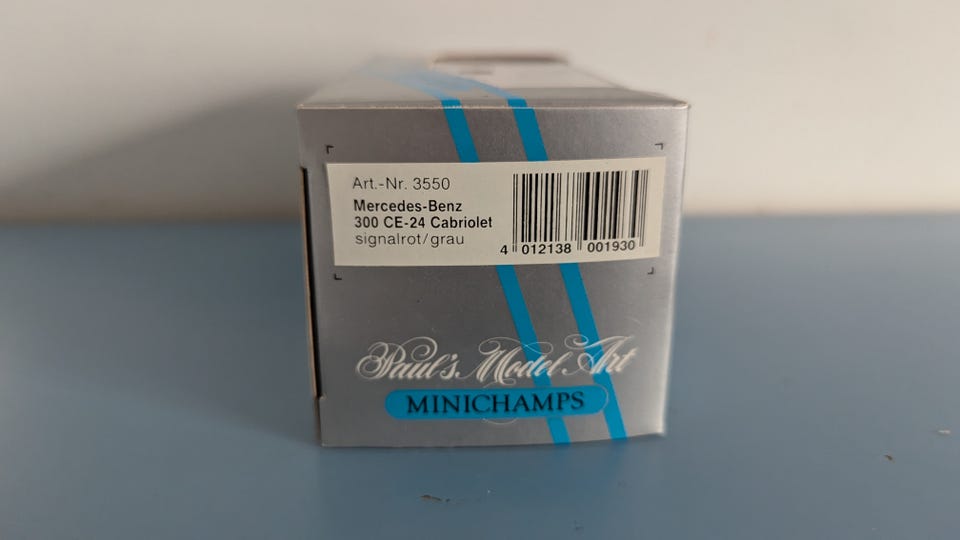 Art.-Nr. 3550
Mercedes-Benz
300 CE-24 Cabriolet
signalrot/grau
4 012138 001930
Paul's Model Art
MINICHAMPS